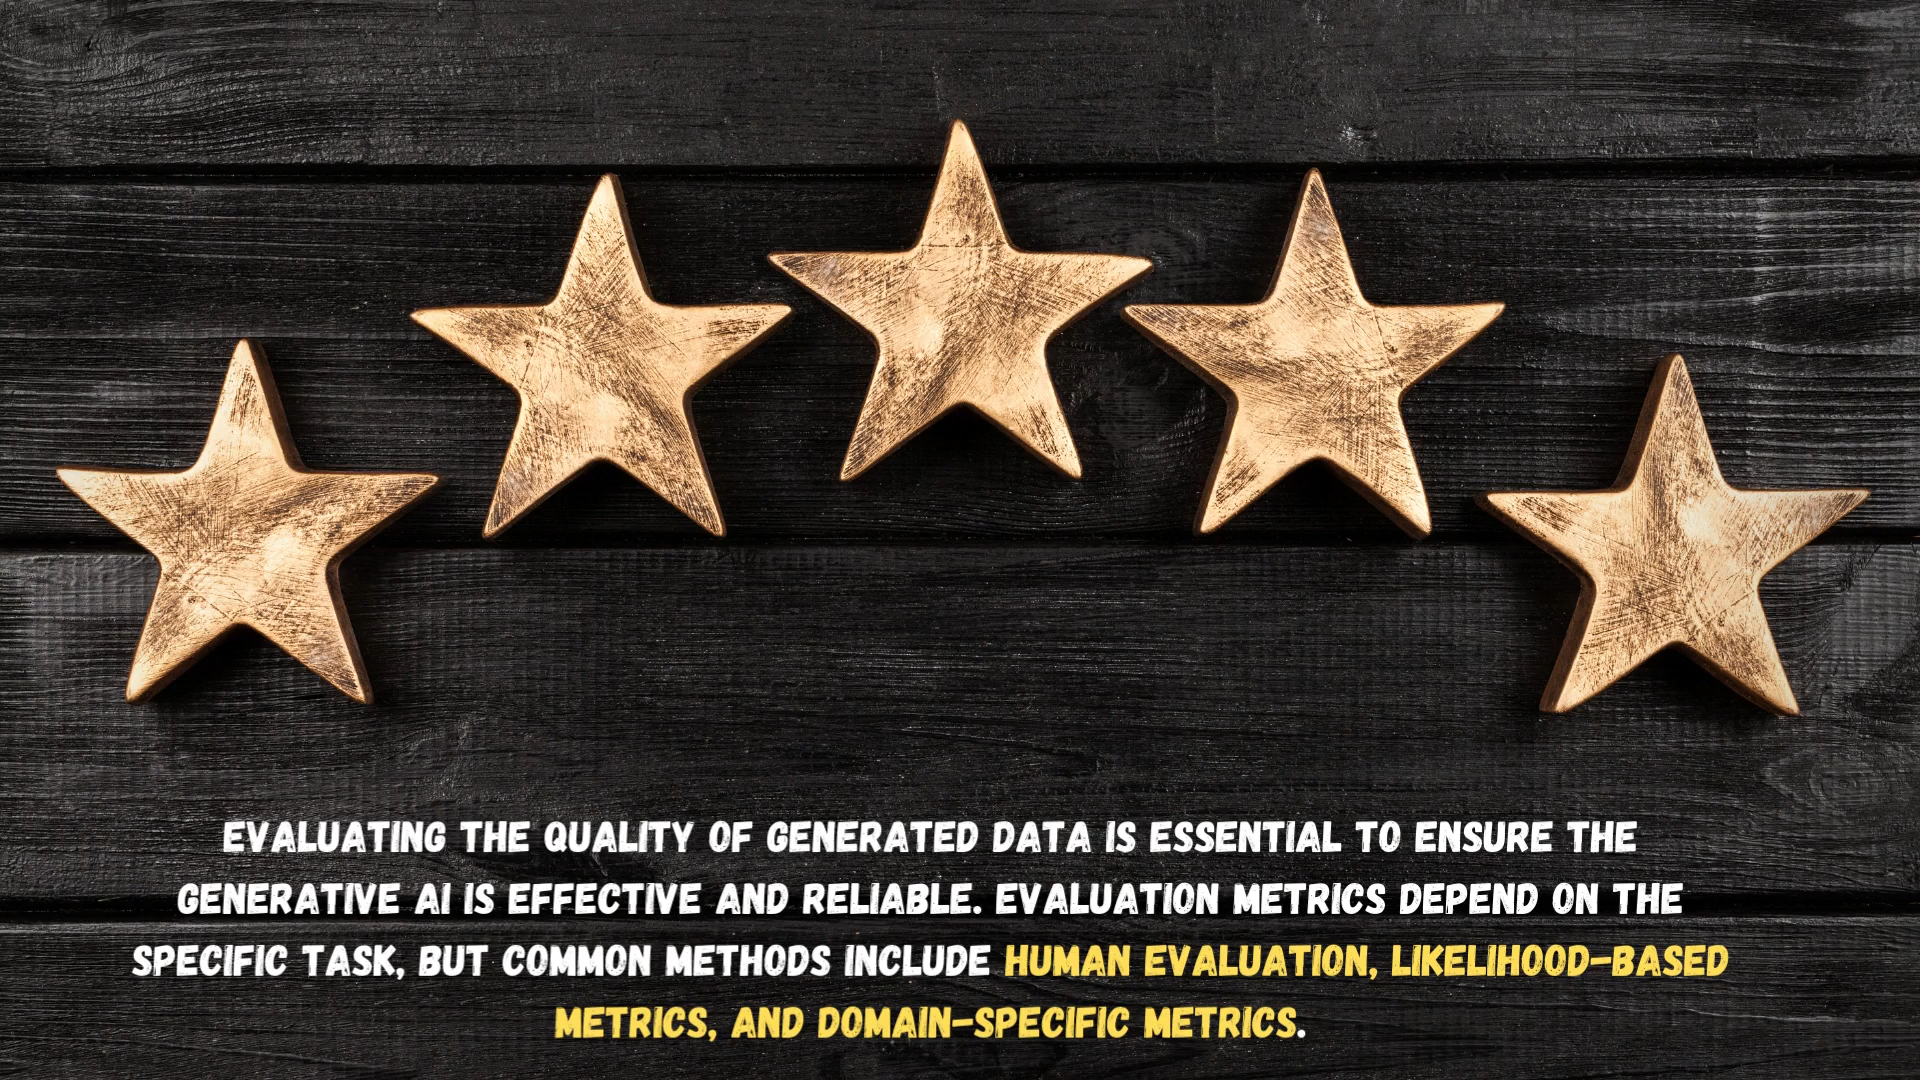 EVALUATING THE QUALITY OF GENERATED DATA IS ESSENTIAL TO ENSURE THE
GENERATIVE AI IS EFFECTIVE AND RELIABLE. EVALUATION METRICS DEPEND ON THE
SPECIFIC TASK, BUT COMMON METHODS INCLUDE HUMAN EVALUATION, LIKELIHOOD-BASED
METRICS, AND DOMAIN-SPECIFIC METRICS.